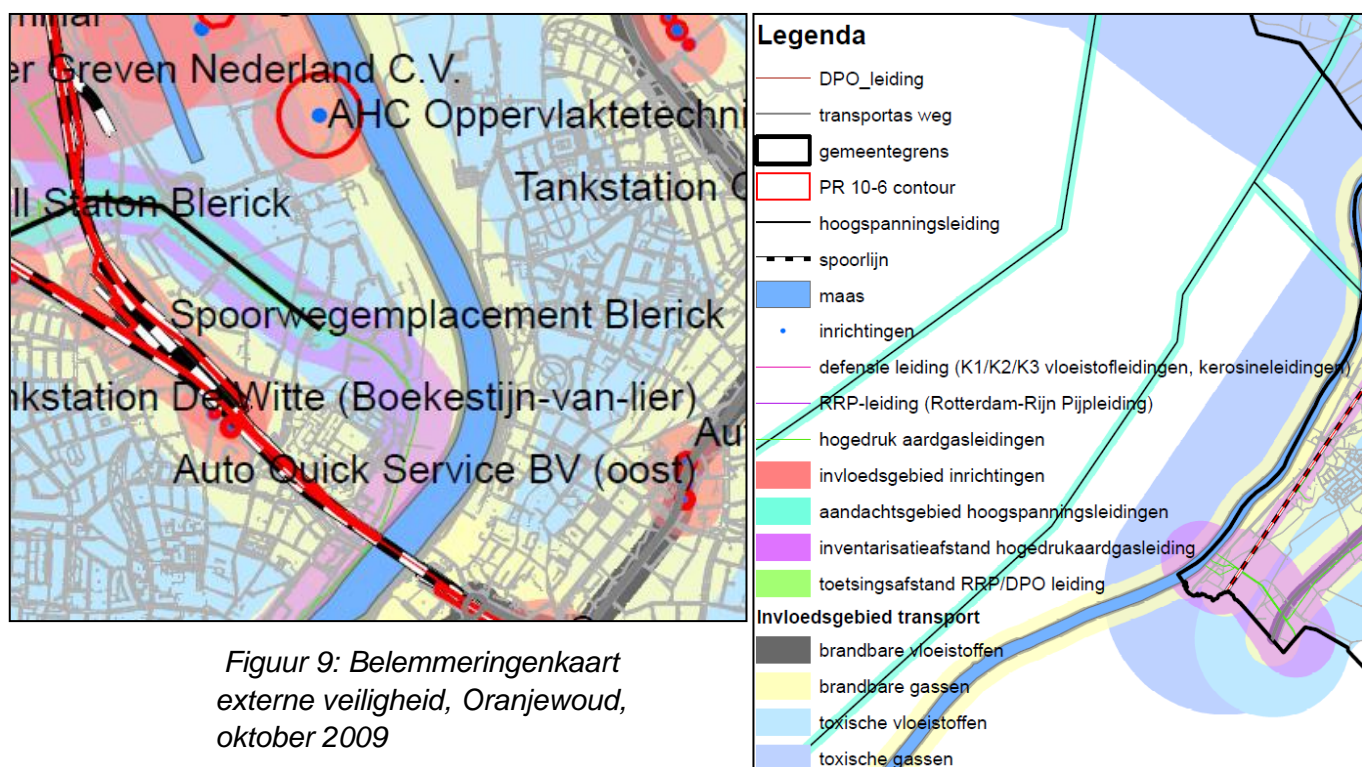 er Greven Nederland C.V.
AHC Oppervlaktetechni
Tankstation
ll Staton Blerick
Spoorwegemplacement Blerick
nkstation De Witte (Boekestijn-van-lier)
Au
Auto Quick Service BV (oost)
Figuur 9: Belemmeringenkaart
externe veiligheid, Oranjewoud,
oktober 2009
Legenda
DPO_leiding
transportas weg
gemeentegrens
PR 10-6 contour
hoogspanningsleiding
spoorlijn
maas
inrichtingen
defensie leiding (K1/K2/K3 vloeistofleidingen, kerosineleidingen)
RRP-leiding (Rotterdam-Rijn Pijpleiding)
hogedruk aardgasleidingen
invloedsgebied inrichtingen
aandachtsgebied hoogspanningsleidingen
inventarisatieafstand hogedrukaardgasleiding
toetsingsafstand RRP/DPO leiding
Invloedsgebied transport
brandbare vloeistoffen
brandbare gassen
toxische vloeistoffen
toxische gassen